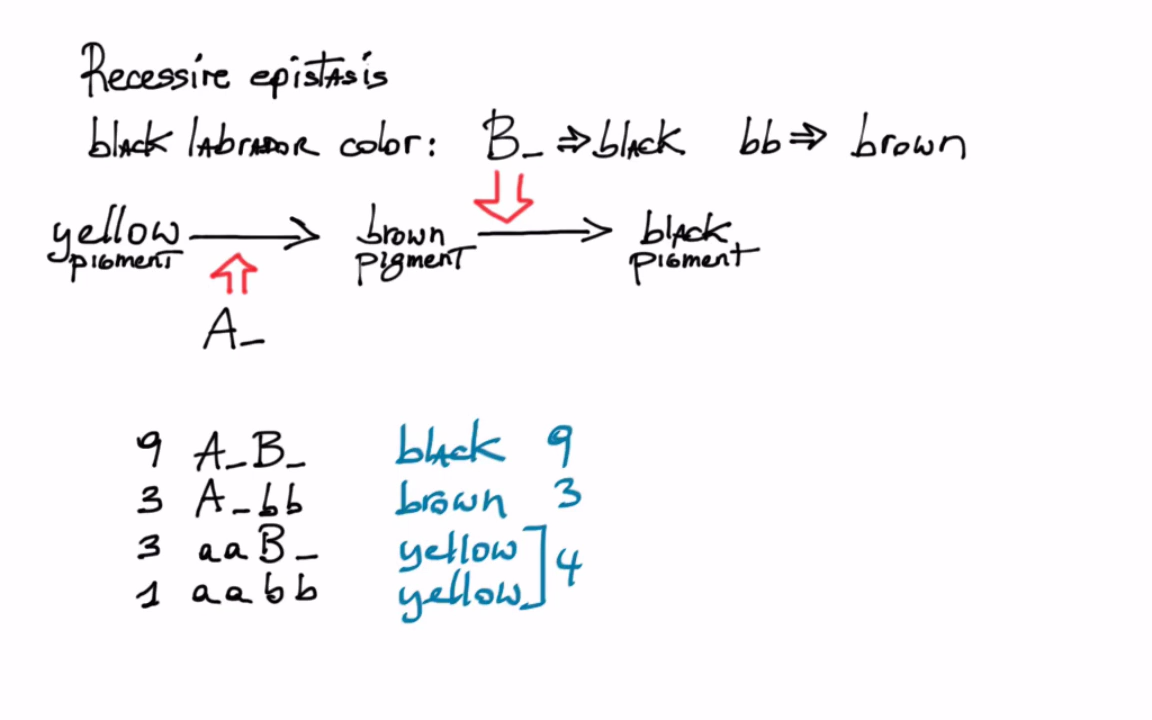 Recessive epistasis
black labrador color: B_ ⇒ black bb ⇒ brown
yellow pigment → brown pigment → black pigment
A_
9 A_B_ black 9
3 A_bb brown 3
3 aaB_ yellow
1 aabb yellow ] 4